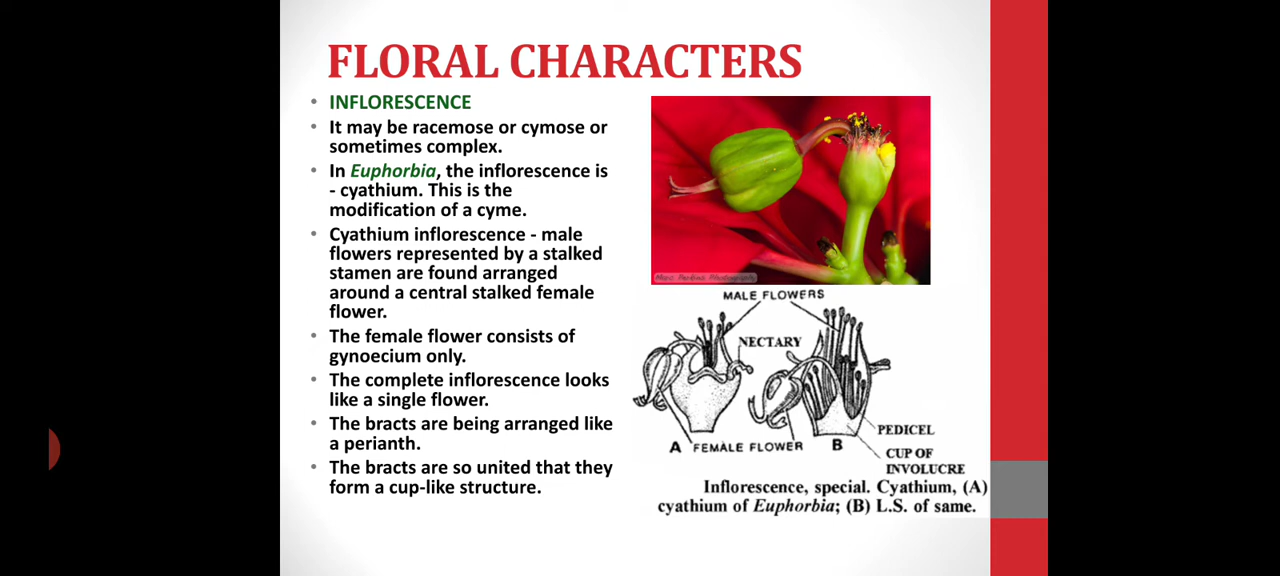 FLORAL CHARACTERS
• INFLORESCENCE
• It may be racemose or cymose or
sometimes complex.
• In Euphorbia, the inflorescence is
- cyathium. This is the
modification of a cyme.
• Cyathium inflorescence - male
flowers represented by a stalked
stamen are found arranged
around a central stalked female
flower.
• The female flower consists of
gynoecium only.
• The complete inflorescence looks
like a single flower.
• The bracts are being arranged like
a perianth.
• The bracts are so united that they
form a cup-like structure.
Photography
MALE FLOWERS
NECTARY
PEDICEL
A FEMALE FLOWER B
CUP OF
INVOLUCRE
Inflorescence, special. Cyathium, (A)
cyathium of Euphorbia; (B) L.S. of same.